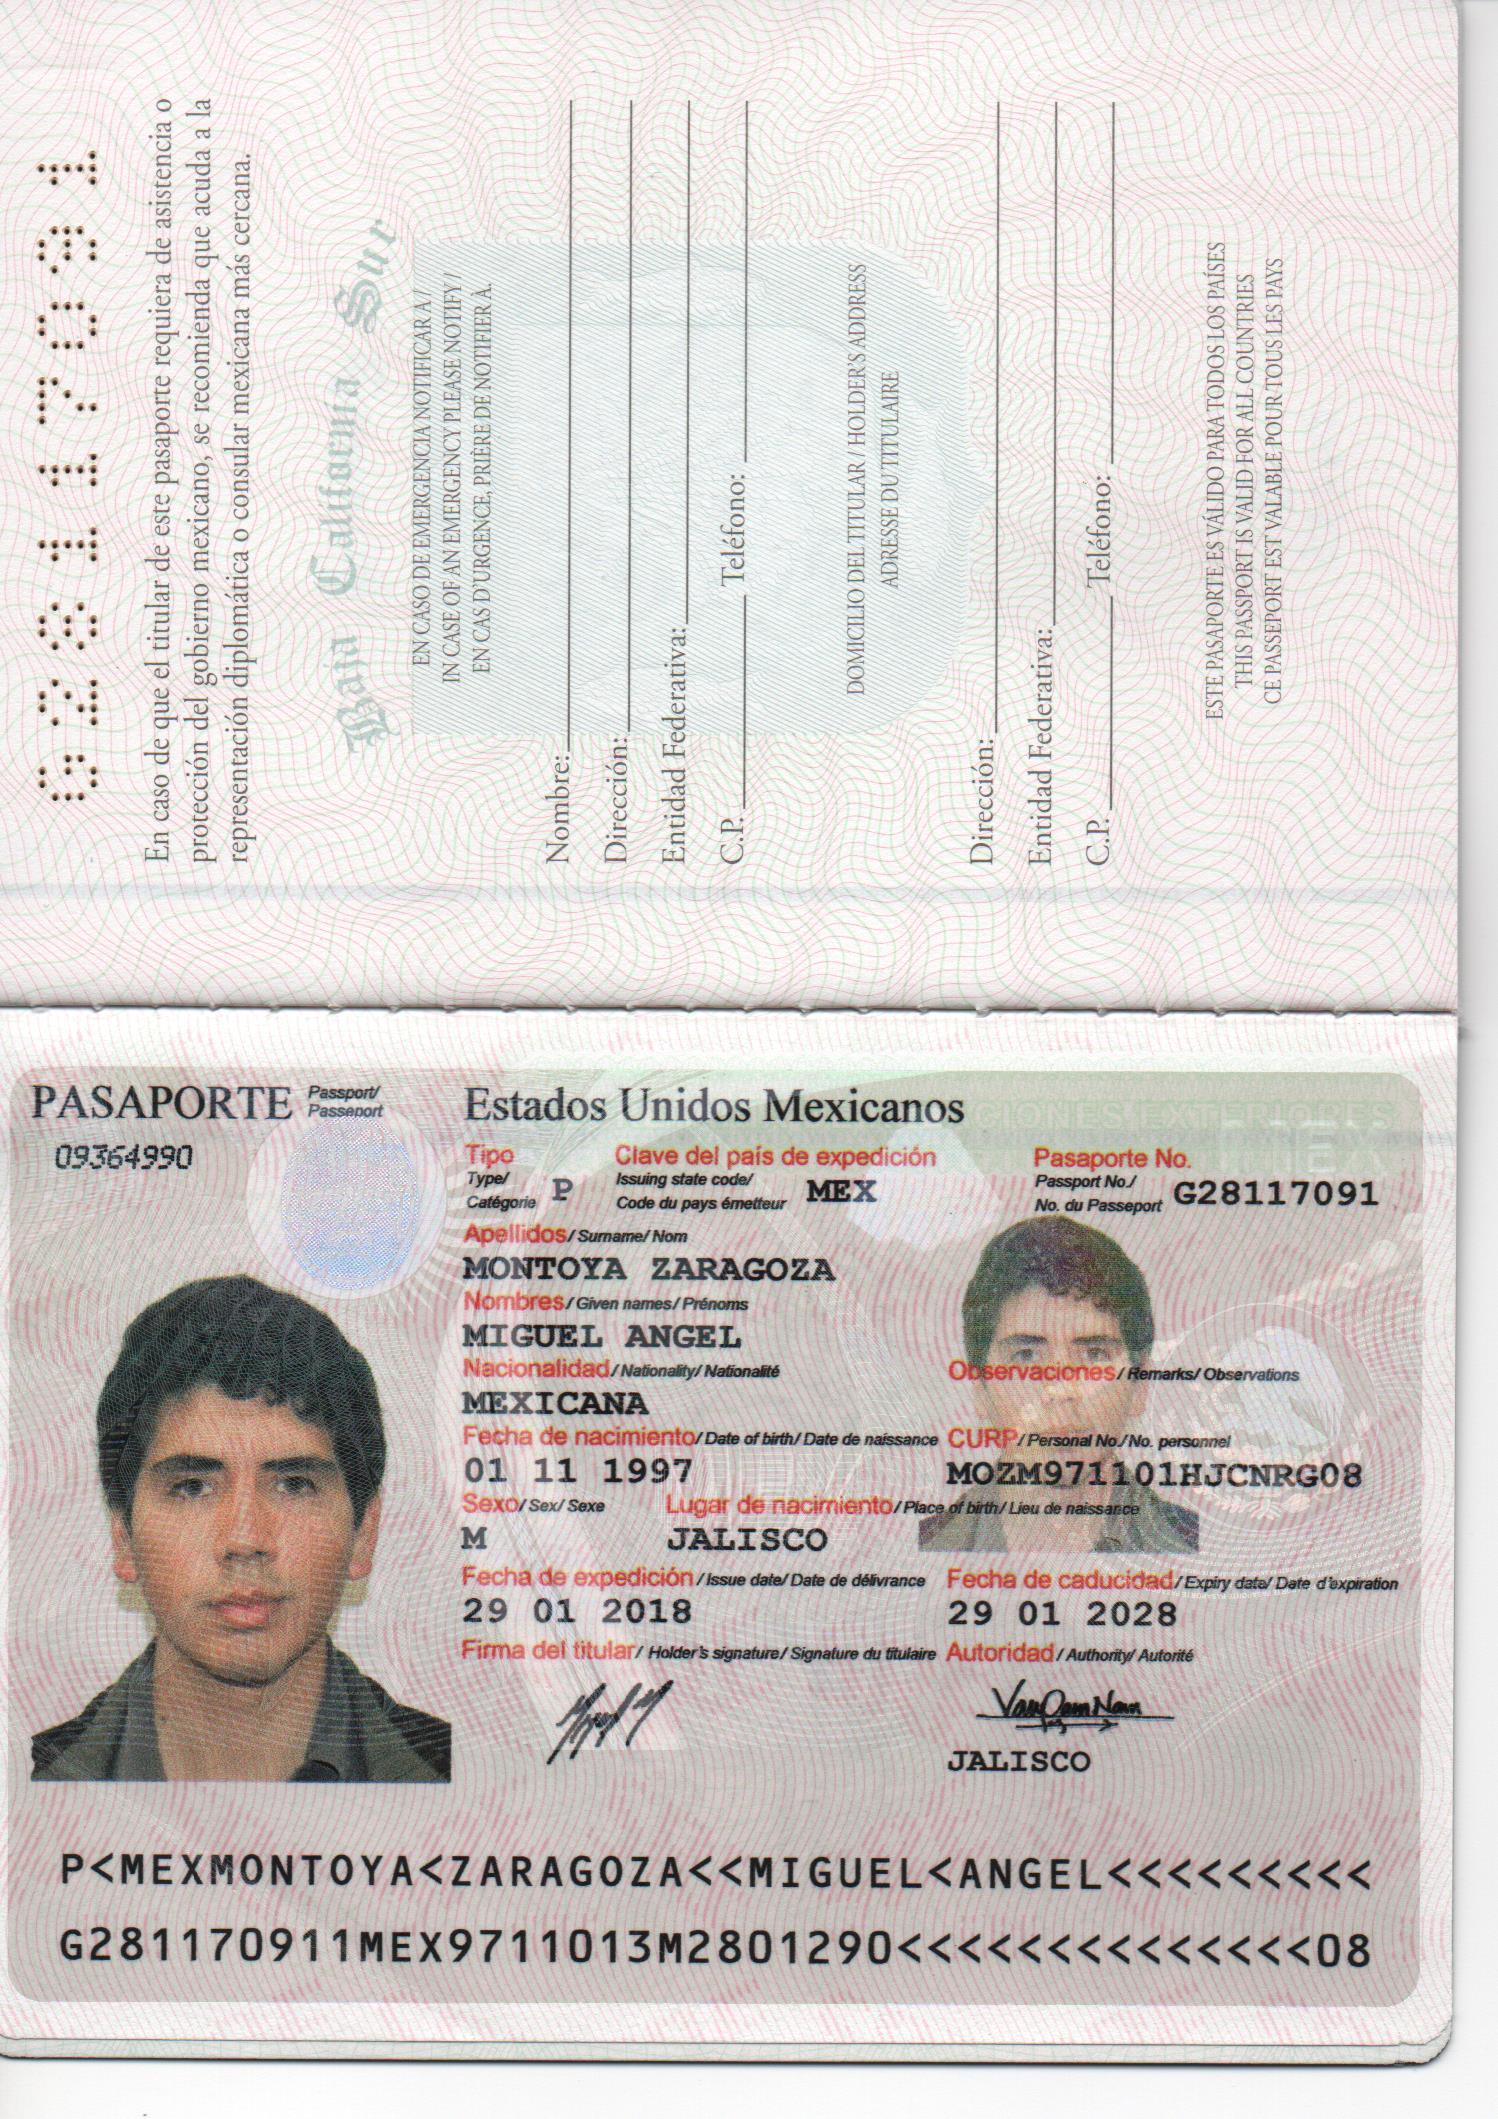 G28117091
En caso de que el titular de este pasaporte requiera de asistencia o
protección del gobierno mexicano, se recomienda que acuda a la
representación diplomática o consular mexicana más cercana.
Baja California Sur
EN CASO DE EMERGENCIA NOTIFICAR A /
IN CASE OF AN EMERGENCY PLEASE NOTIFY /
EN CAS D'URGENCE, PRIÈRE DE NOTIFIER À.
Nombre:
Dirección:
Entidad Federativa:
C.P. Teléfono:
DOMICILIO DEL TITULAR / HOLDER'S ADDRESS
ADRESSE DU TITULAIRE
Dirección:
Entidad Federativa:
C.P. Teléfono:
ESTE PASAPORTE ES VÁLIDO PARA TODOS LOS PAÍSES
THIS PASSPORT IS VALID FOR ALL COUNTRIES
CE PASSEPORT EST VALABLE POUR TOUS LES PAYS
PASAPORTE Passport/ Passeport Estados Unidos Mexicanos
09364990
Tipo Clave del país de expedición Pasaporte No.
Type/ Issuing state code/ Passport No./
Catégorie P Code du pays émetteur MEX No. du Passeport G28117091
Apellidos/ Surname/ Nom
MONTOYA ZARAGOZA
Nombres/ Given names/ Prénoms
MIGUEL ANGEL
Nacionalidad/ Nationality/ Nationalité Observaciones/ Remarks/ Observations
MEXICANA
Fecha de nacimiento/ Date of birth/ Date de naissance CURP/ Personal No./No. personnel
01 11 1997 MOZM971101HJCNRG08
Sexo/ Sex/ Sexe Lugar de nacimiento/ Place of birth/ Lieu de naissance
M JALISCO
Fecha de expedición/ Issue date/ Date de délivrance Fecha de caducidad/ Expiry date/ Date d'expiration
29 01 2018 29 01 2028
Firma del titular/ Holder's signature/ Signature du titulaire Autoridad/ Authority/ Autorité
JALISCO
P<MEXMONTOYA<ZARAGOZA<<MIGUEL<ANGEL<<<<<<<<<
G281170911MEX9711013M2801290<<<<<<<<<<<<<<08